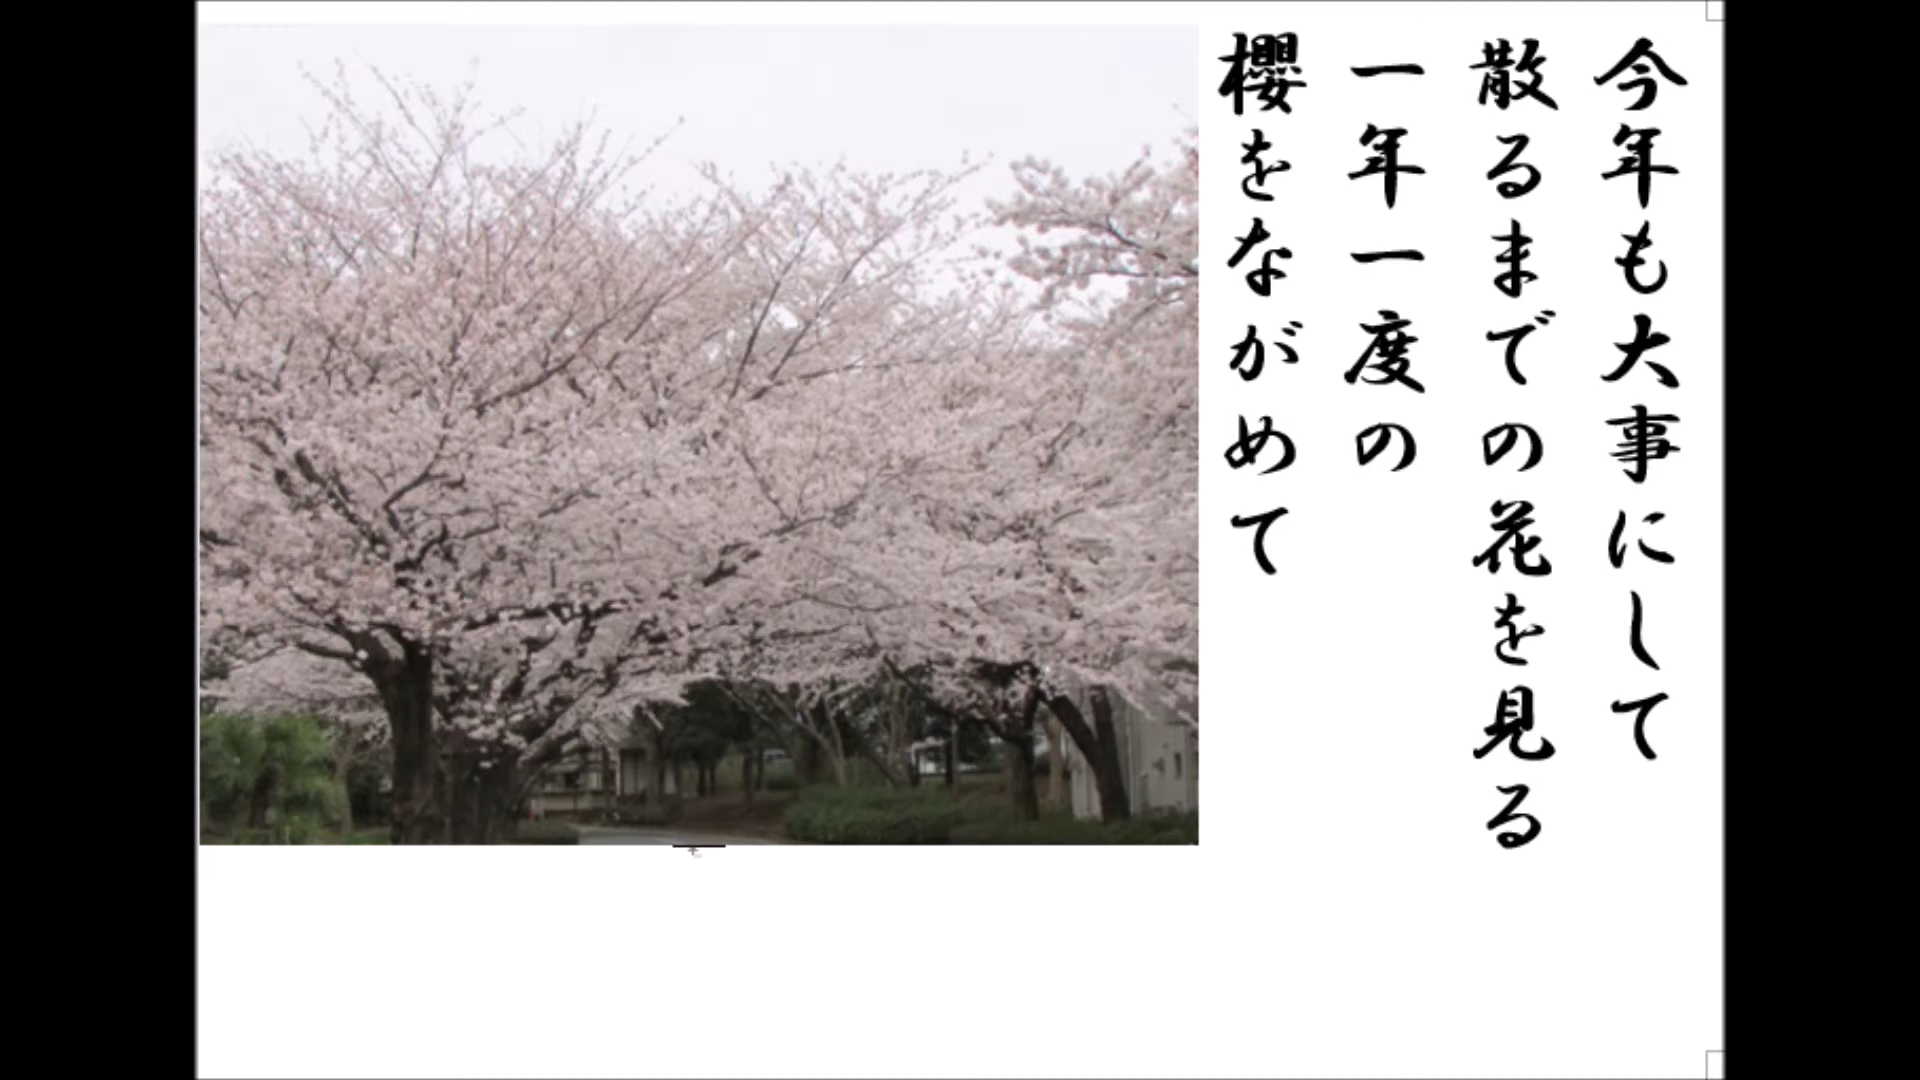 今年も大事にして
散るまでの花を見る
一年一度の
櫻をながめて